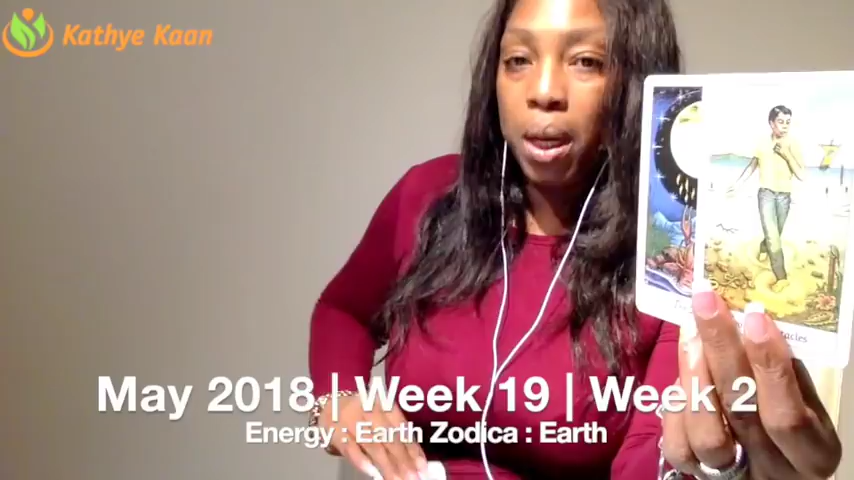 Kathye Kaan
May 2018 | Week 19 | Week 2
Energy : Earth Zodica : Earth